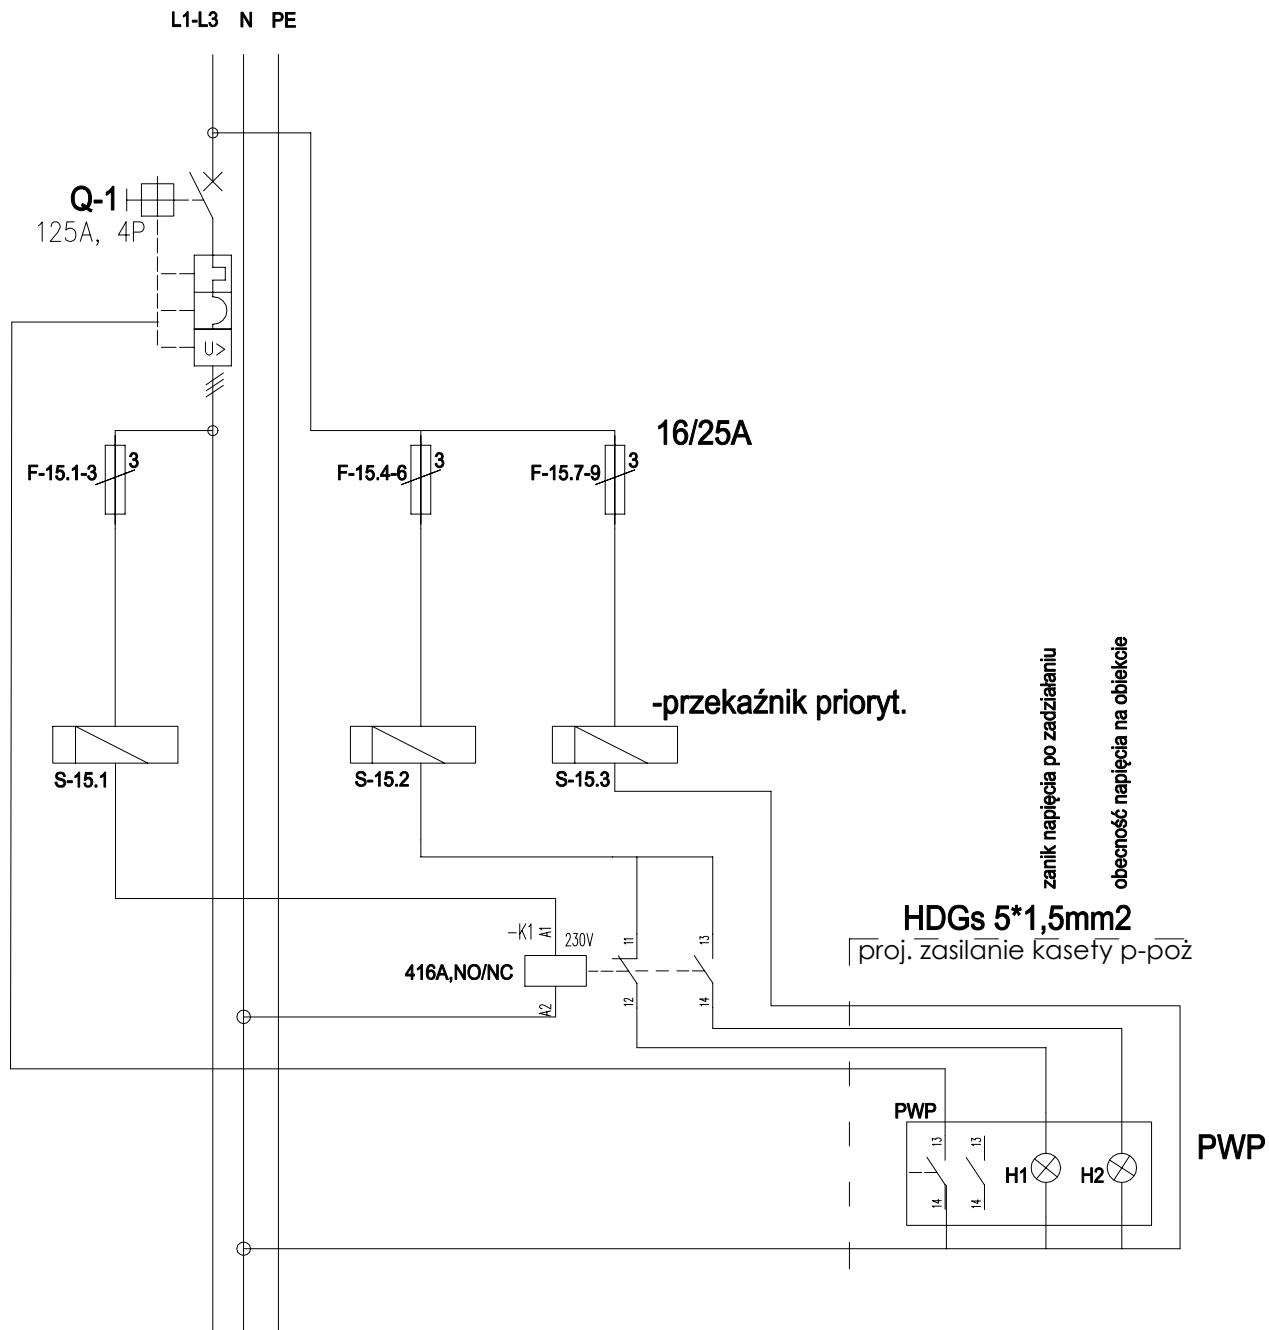 L1-L3 N PE
Q-1
125A, 4P
U>
16/25A
F-15.1-3 3
F-15.4-6 3
F-15.7-9 3
-przekaźnik prioryt.
S-15.1
S-15.2
S-15.3
zanik napięcia po zadziałaniu
obecność napięcia na obiekcie
HDGs 5*1,5mm2
proj. zasilanie kasety p-poż
-K1 A1 230V 11 13
416A,NO/NC
A2 12 14
PWP
PWP
13 13
H1 H2
14 14